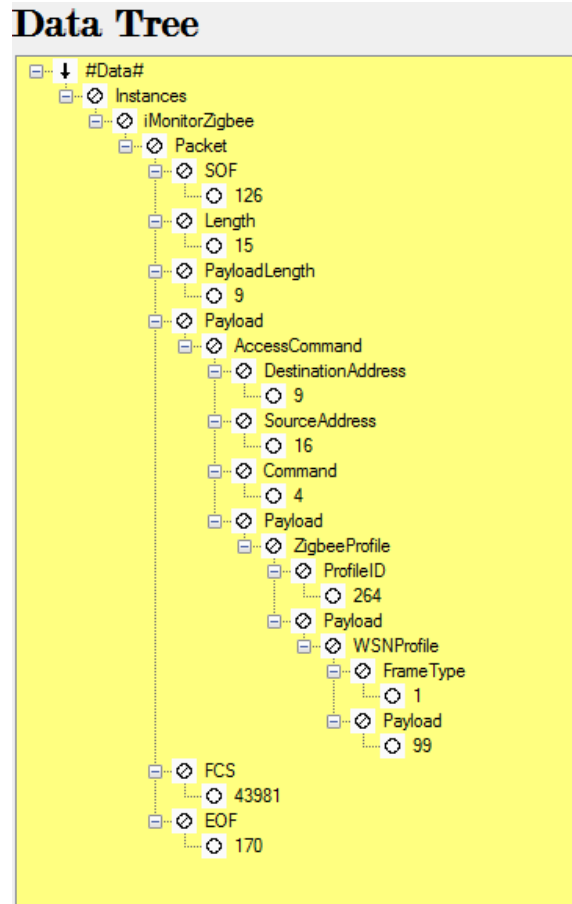 Data Tree
#Data#
Instances
iMonitorZigbee
Packet
SOF
126
Length
15
PayloadLength
9
Payload
AccessCommand
DestinationAddress
9
SourceAddress
16
Command
4
Payload
ZigbeeProfile
ProfileID
264
Payload
WSNProfile
FrameType
1
Payload
99
FCS
43981
EOF
170